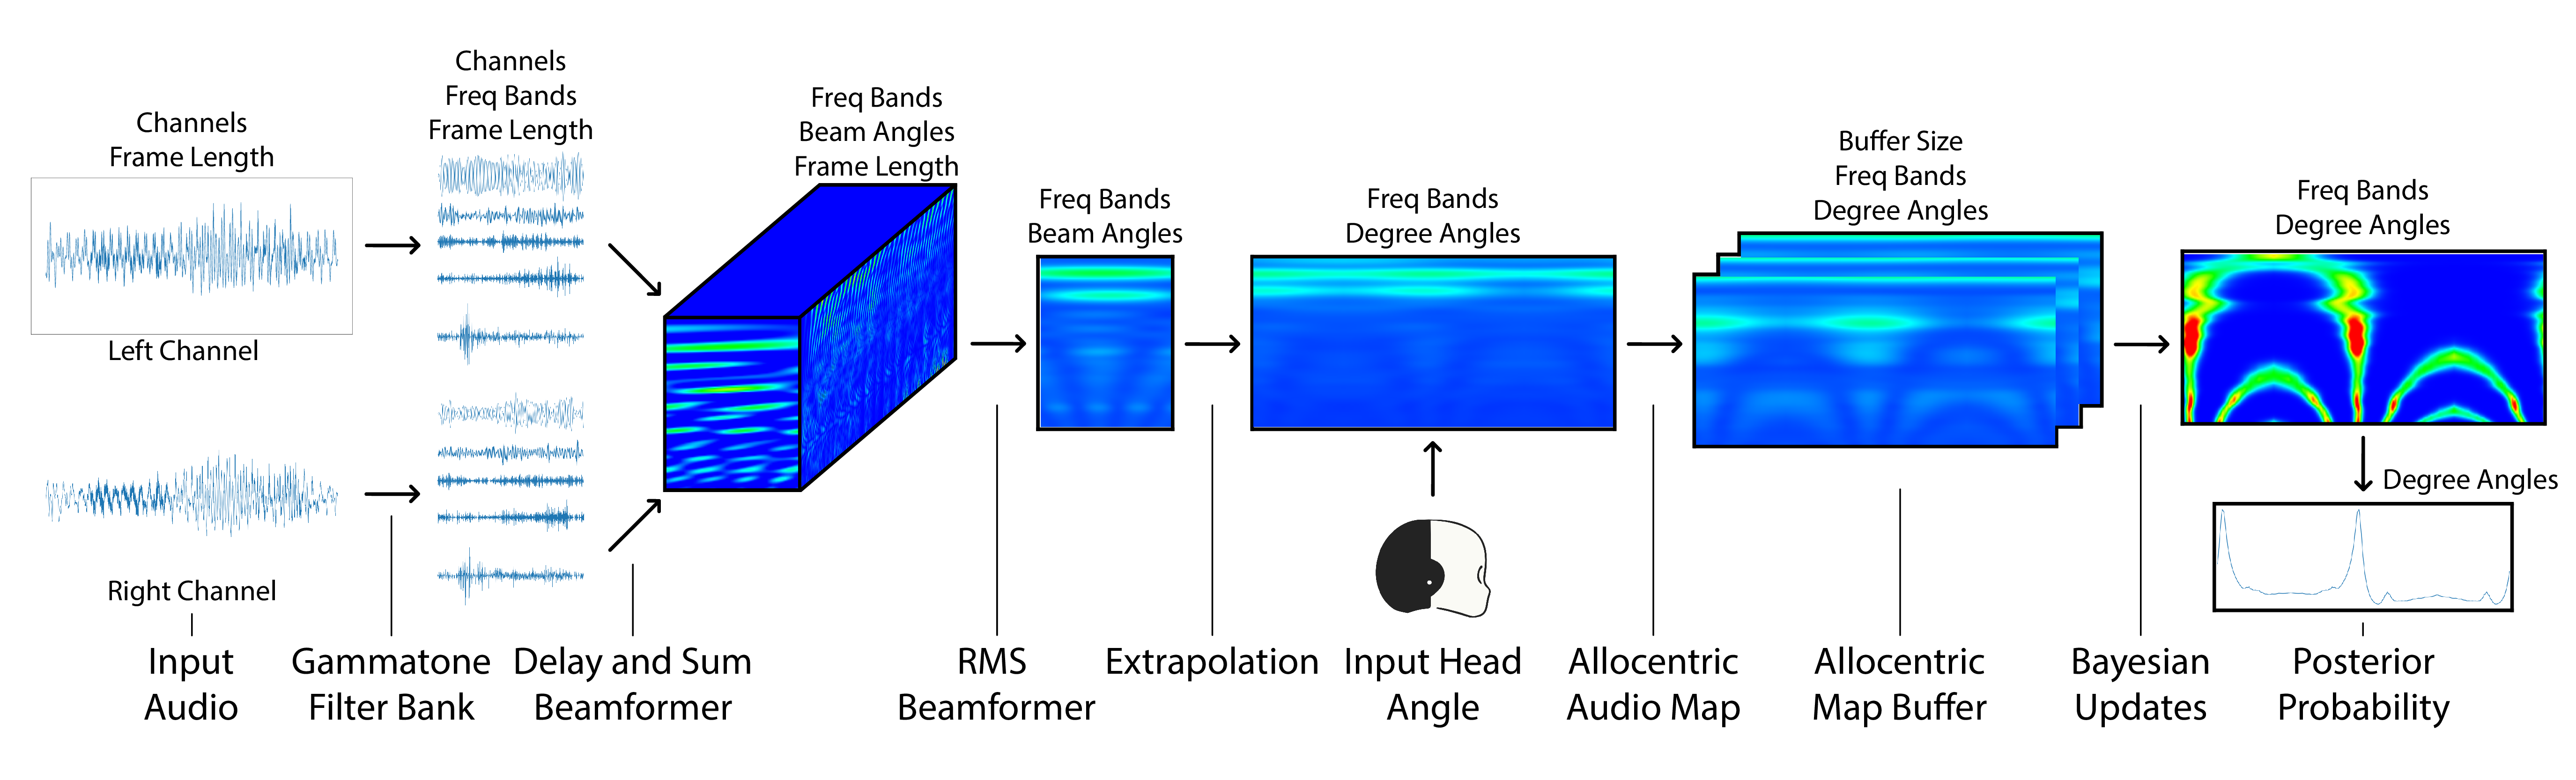 Channels
Frame Length
Left Channel
Right Channel
Channels
Freq Bands
Frame Length
Freq Bands
Beam Angles
Frame Length
Freq Bands
Beam Angles
Freq Bands
Degree Angles
Buffer Size
Freq Bands
Degree Angles
Freq Bands
Degree Angles
Degree Angles
Input
Audio
Gammatone
Filter Bank
Delay and Sum
Beamformer
RMS
Beamformer
Extrapolation
Input Head
Angle
Allocentric
Audio Map
Allocentric
Map Buffer
Bayesian
Updates
Posterior
Probability